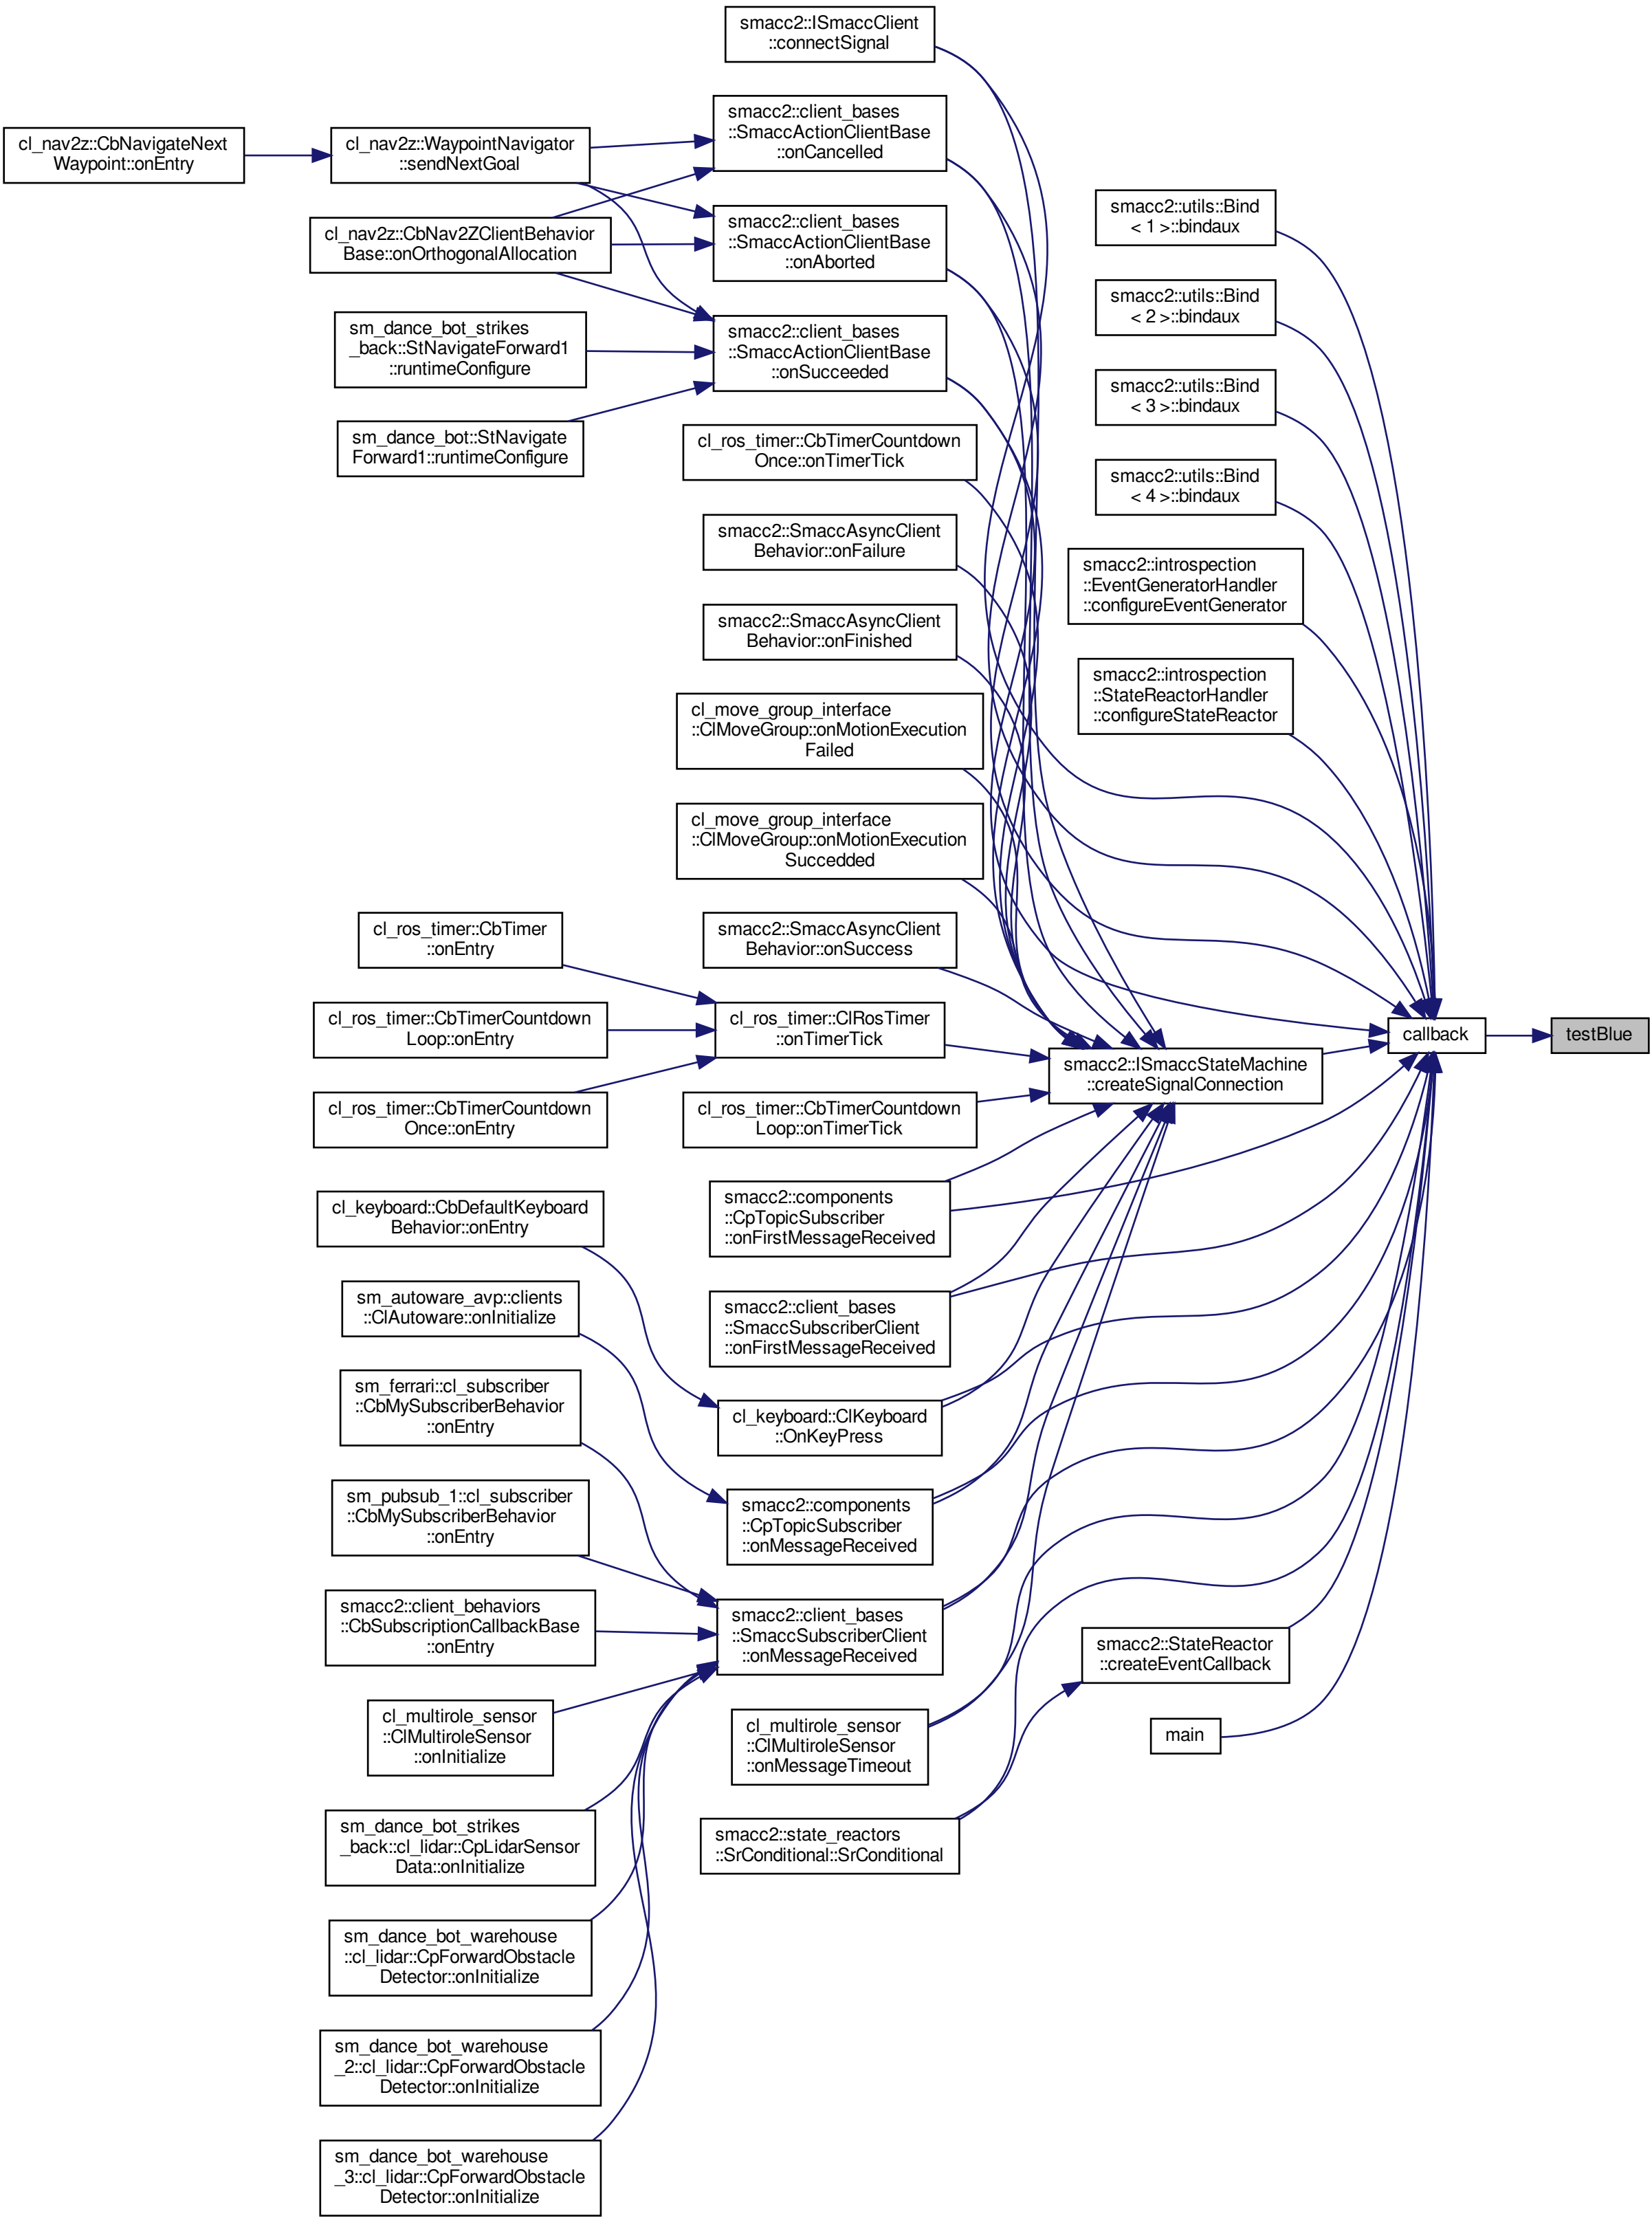 smacc2::ISmaccClient
::connectSignal
smacc2::client_bases
::SmaccActionClientBase
::onCancelled
cl_nav2z::CbNavigateNext
Waypoint::onEntry
cl_nav2z::WaypointNavigator
::sendNextGoal
smacc2::utils::Bind
< 1 >::bindaux
cl_nav2z::CbNav2ZClientBehavior
Base::onOrthogonalAllocation
smacc2::client_bases
::SmaccActionClientBase
::onAborted
smacc2::utils::Bind
< 2 >::bindaux
sm_dance_bot_strikes
_back::StNavigateForward1
::runtimeConfigure
smacc2::client_bases
::SmaccActionClientBase
::onSucceeded
smacc2::utils::Bind
< 3 >::bindaux
sm_dance_bot::StNavigate
Forward1::runtimeConfigure
cl_ros_timer::CbTimerCountdown
Once::onTimerTick
smacc2::utils::Bind
< 4 >::bindaux
smacc2::SmaccAsyncClient
Behavior::onFailure
smacc2::introspection
::EventGeneratorHandler
::configureEventGenerator
smacc2::SmaccAsyncClient
Behavior::onFinished
smacc2::introspection
::StateReactorHandler
::configureStateReactor
cl_move_group_interface
::ClMoveGroup::onMotionExecution
Failed
cl_move_group_interface
::ClMoveGroup::onMotionExecution
Succedded
cl_ros_timer::CbTimer
::onEntry
smacc2::SmaccAsyncClient
Behavior::onSuccess
cl_ros_timer::CbTimerCountdown
Loop::onEntry
cl_ros_timer::ClRosTimer
::onTimerTick
callback
testBlue
smacc2::ISmaccStateMachine
::createSignalConnection
cl_ros_timer::CbTimerCountdown
Once::onEntry
cl_ros_timer::CbTimerCountdown
Loop::onTimerTick
cl_keyboard::CbDefaultKeyboard
Behavior::onEntry
smacc2::components
::CpTopicSubscriber
::onFirstMessageReceived
sm_autoware_avp::clients
::ClAutoware::onInitialize
smacc2::client_bases
::SmaccSubscriberClient
::onFirstMessageReceived
sm_ferrari::cl_subscriber
::CbMySubscriberBehavior
::onEntry
cl_keyboard::ClKeyboard
::OnKeyPress
sm_pubsub_1::cl_subscriber
::CbMySubscriberBehavior
::onEntry
smacc2::components
::CpTopicSubscriber
::onMessageReceived
smacc2::client_behaviors
::CbSubscriptionCallbackBase
::onEntry
smacc2::client_bases
::SmaccSubscriberClient
::onMessageReceived
smacc2::StateReactor
::createEventCallback
cl_multirole_sensor
::ClMultiroleSensor
::onInitialize
cl_multirole_sensor
::ClMultiroleSensor
::onMessageTimeout
main
sm_dance_bot_strikes
_back::cl_lidar::CpLidarSensor
Data::onInitialize
smacc2::state_reactors
::SrConditional::SrConditional
sm_dance_bot_warehouse
::cl_lidar::CpForwardObstacle
Detector::onInitialize
sm_dance_bot_warehouse
_2::cl_lidar::CpForwardObstacle
Detector::onInitialize
sm_dance_bot_warehouse
_3::cl_lidar::CpForwardObstacle
Detector::onInitialize